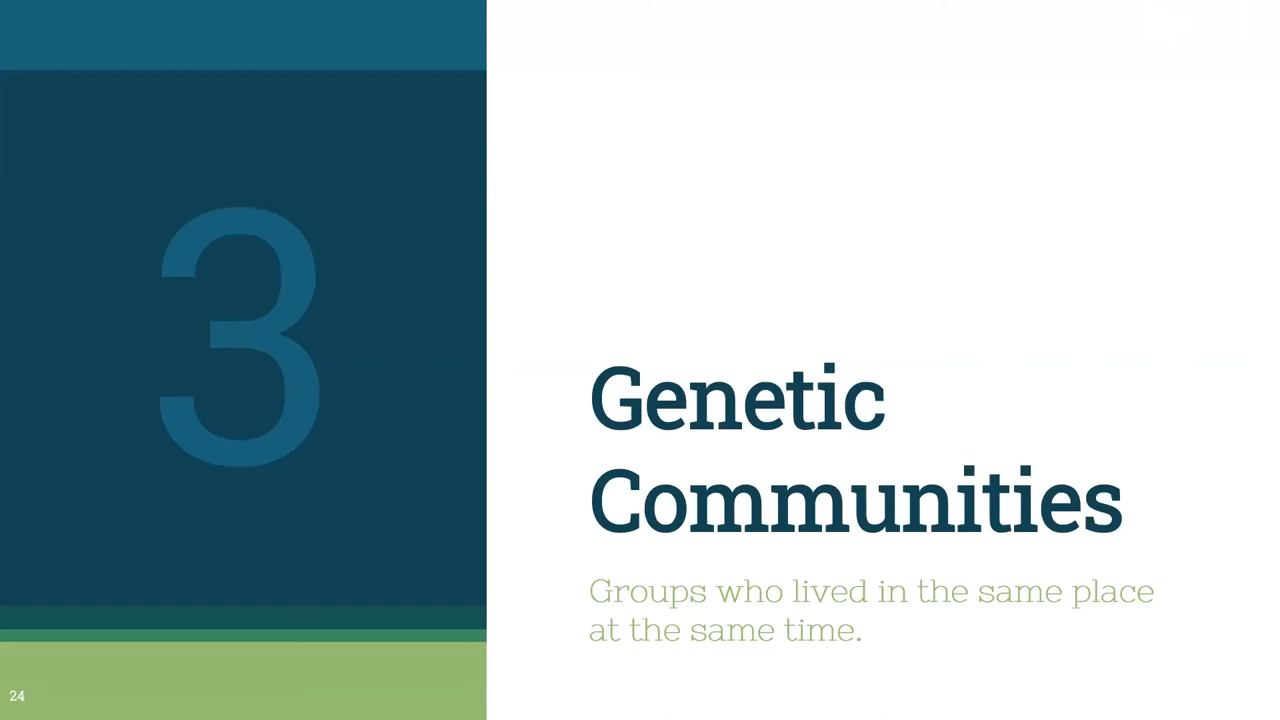 3
Genetic
Communities
Groups who lived in the same place
at the same time.
24